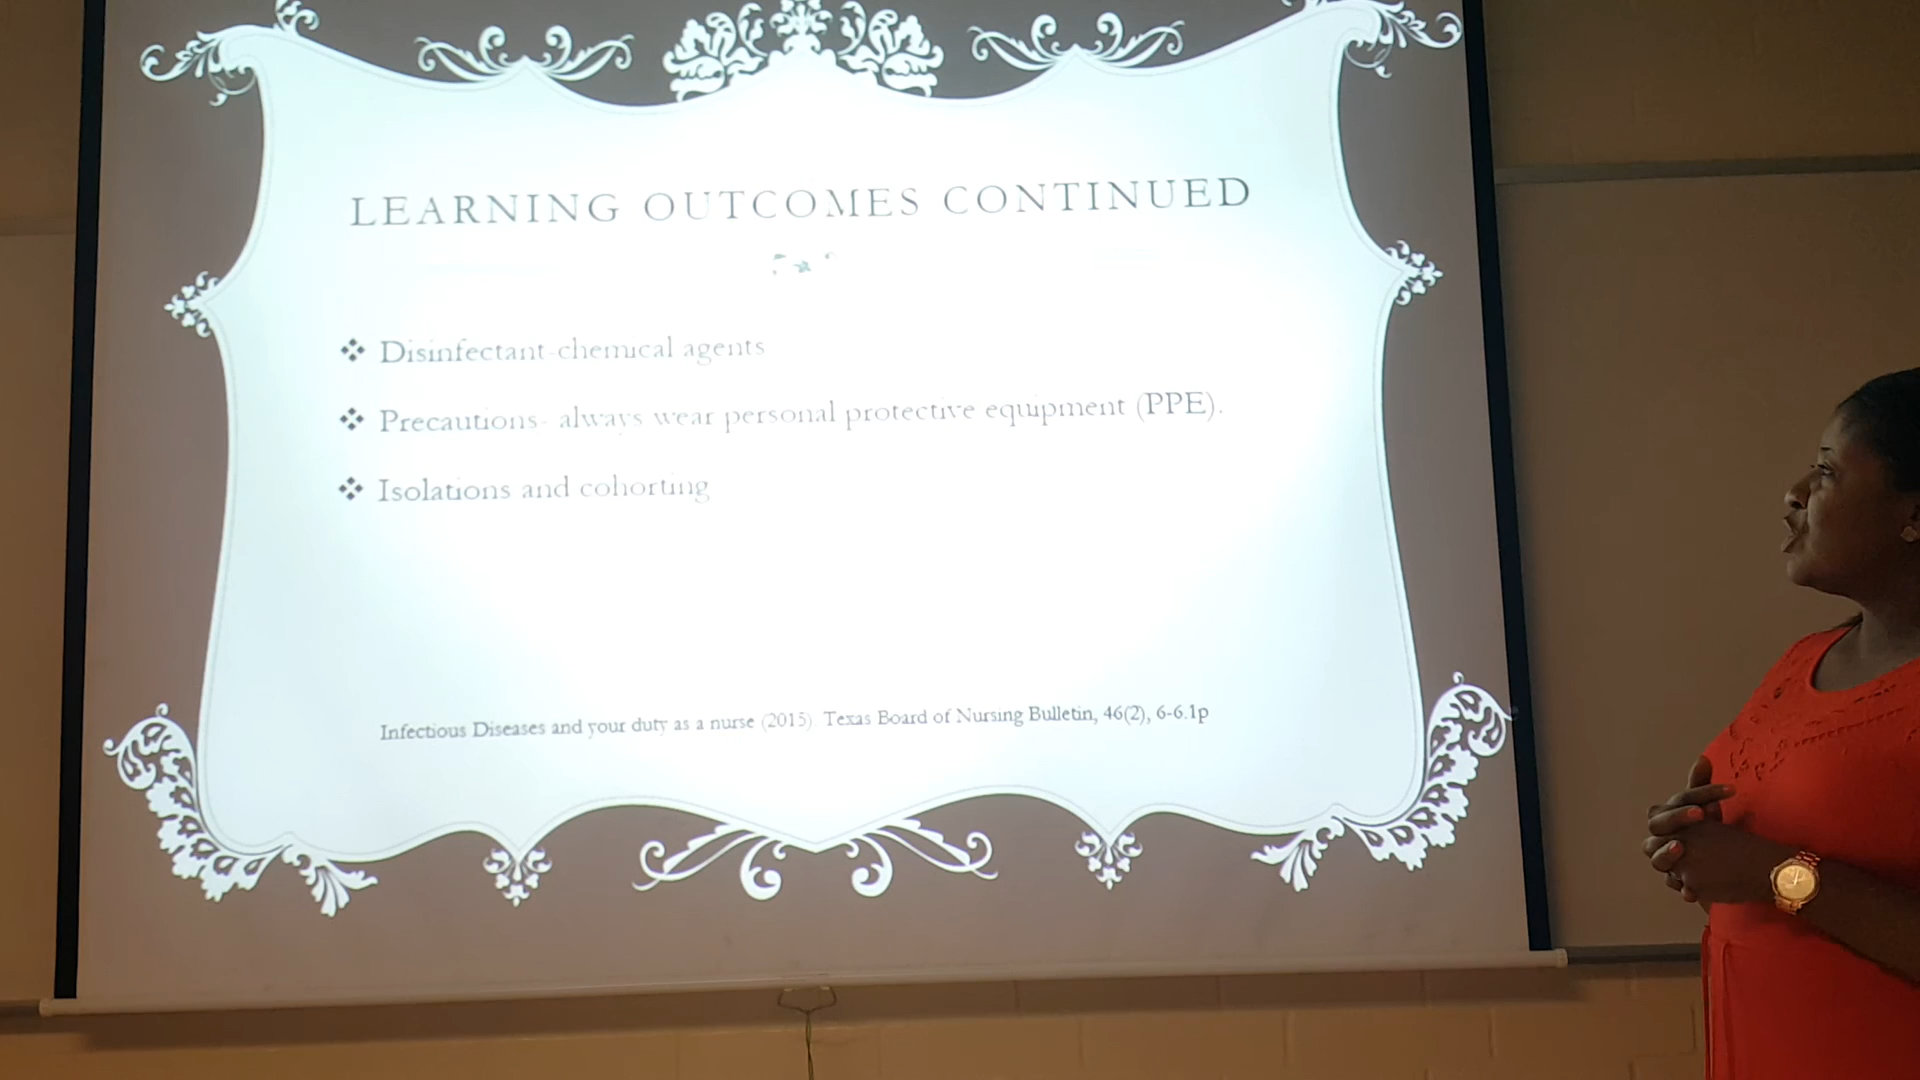 LEARNING OUTCOMES CONTINUED
Disinfectant-chemical agents
Precautions- always wear personal protective equipment (PPE).
Isolations and cohorting
Infectious Diseases and your duty as a nurse (2015). Texas Board of Nursing Bulletin, 46(2), 6-6.1p